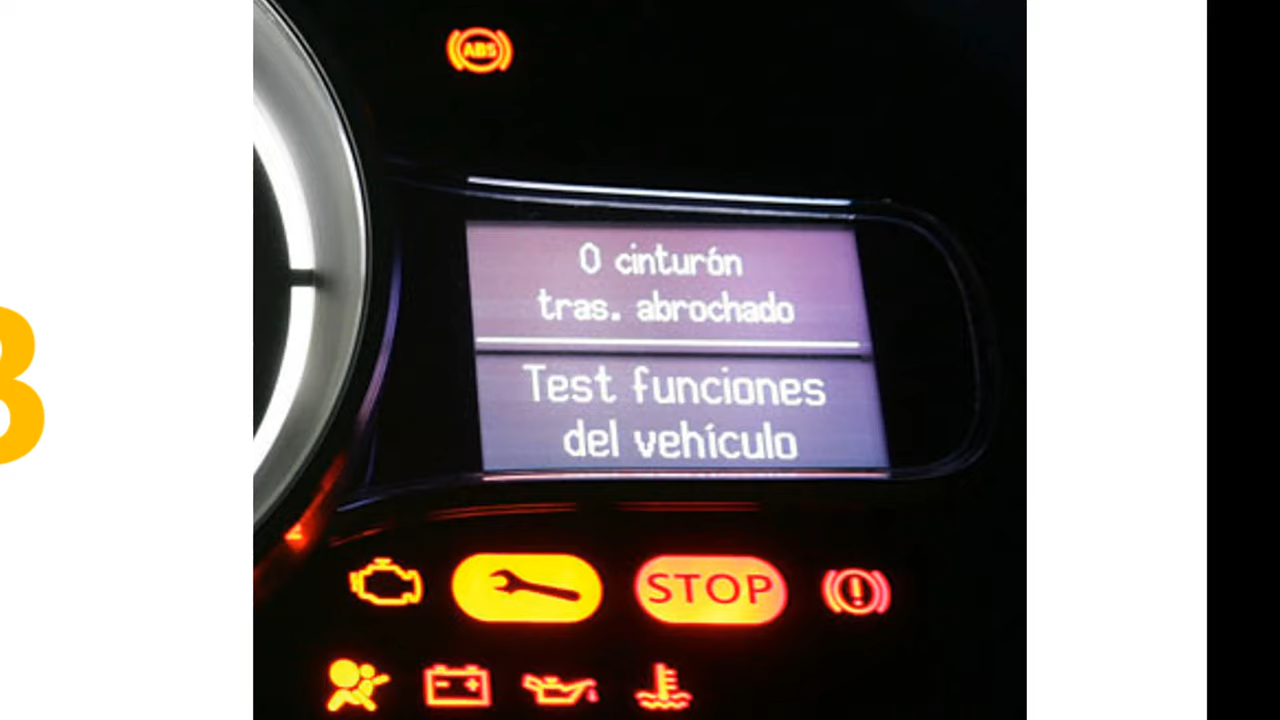 ABS
0 cinturón
tras. abrochado
Test funciones
del vehículo
STOP